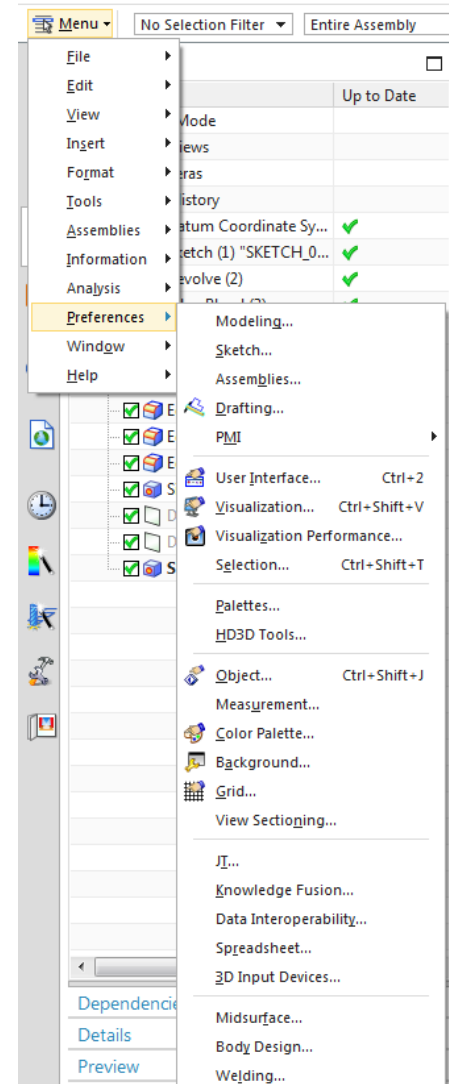 Menu
No Selection Filter
Entire Assembly
File
Edit
View
Insert
Format
Tools
Assemblies
Information
Analysis
Preferences
Window
Help
Up to Date
Mode
iews
ras
istory
atum Coordinate Sy...
etch (1) "SKETCH_0...
evolve (2)
E
E
E
S
D
D
S
Modeling...
Sketch...
Assemblies...
Drafting...
PMI
User Interface... Ctrl+2
Visualization... Ctrl+Shift+V
Visualization Performance...
Selection... Ctrl+Shift+T
Palettes...
HD3D Tools...
Object... Ctrl+Shift+J
Measurement...
Color Palette...
Background...
Grid...
View Sectioning...
JT...
Knowledge Fusion...
Data Interoperability...
Spreadsheet...
3D Input Devices...
Midsurface...
Body Design...
Welding...
Dependencie
Details
Preview